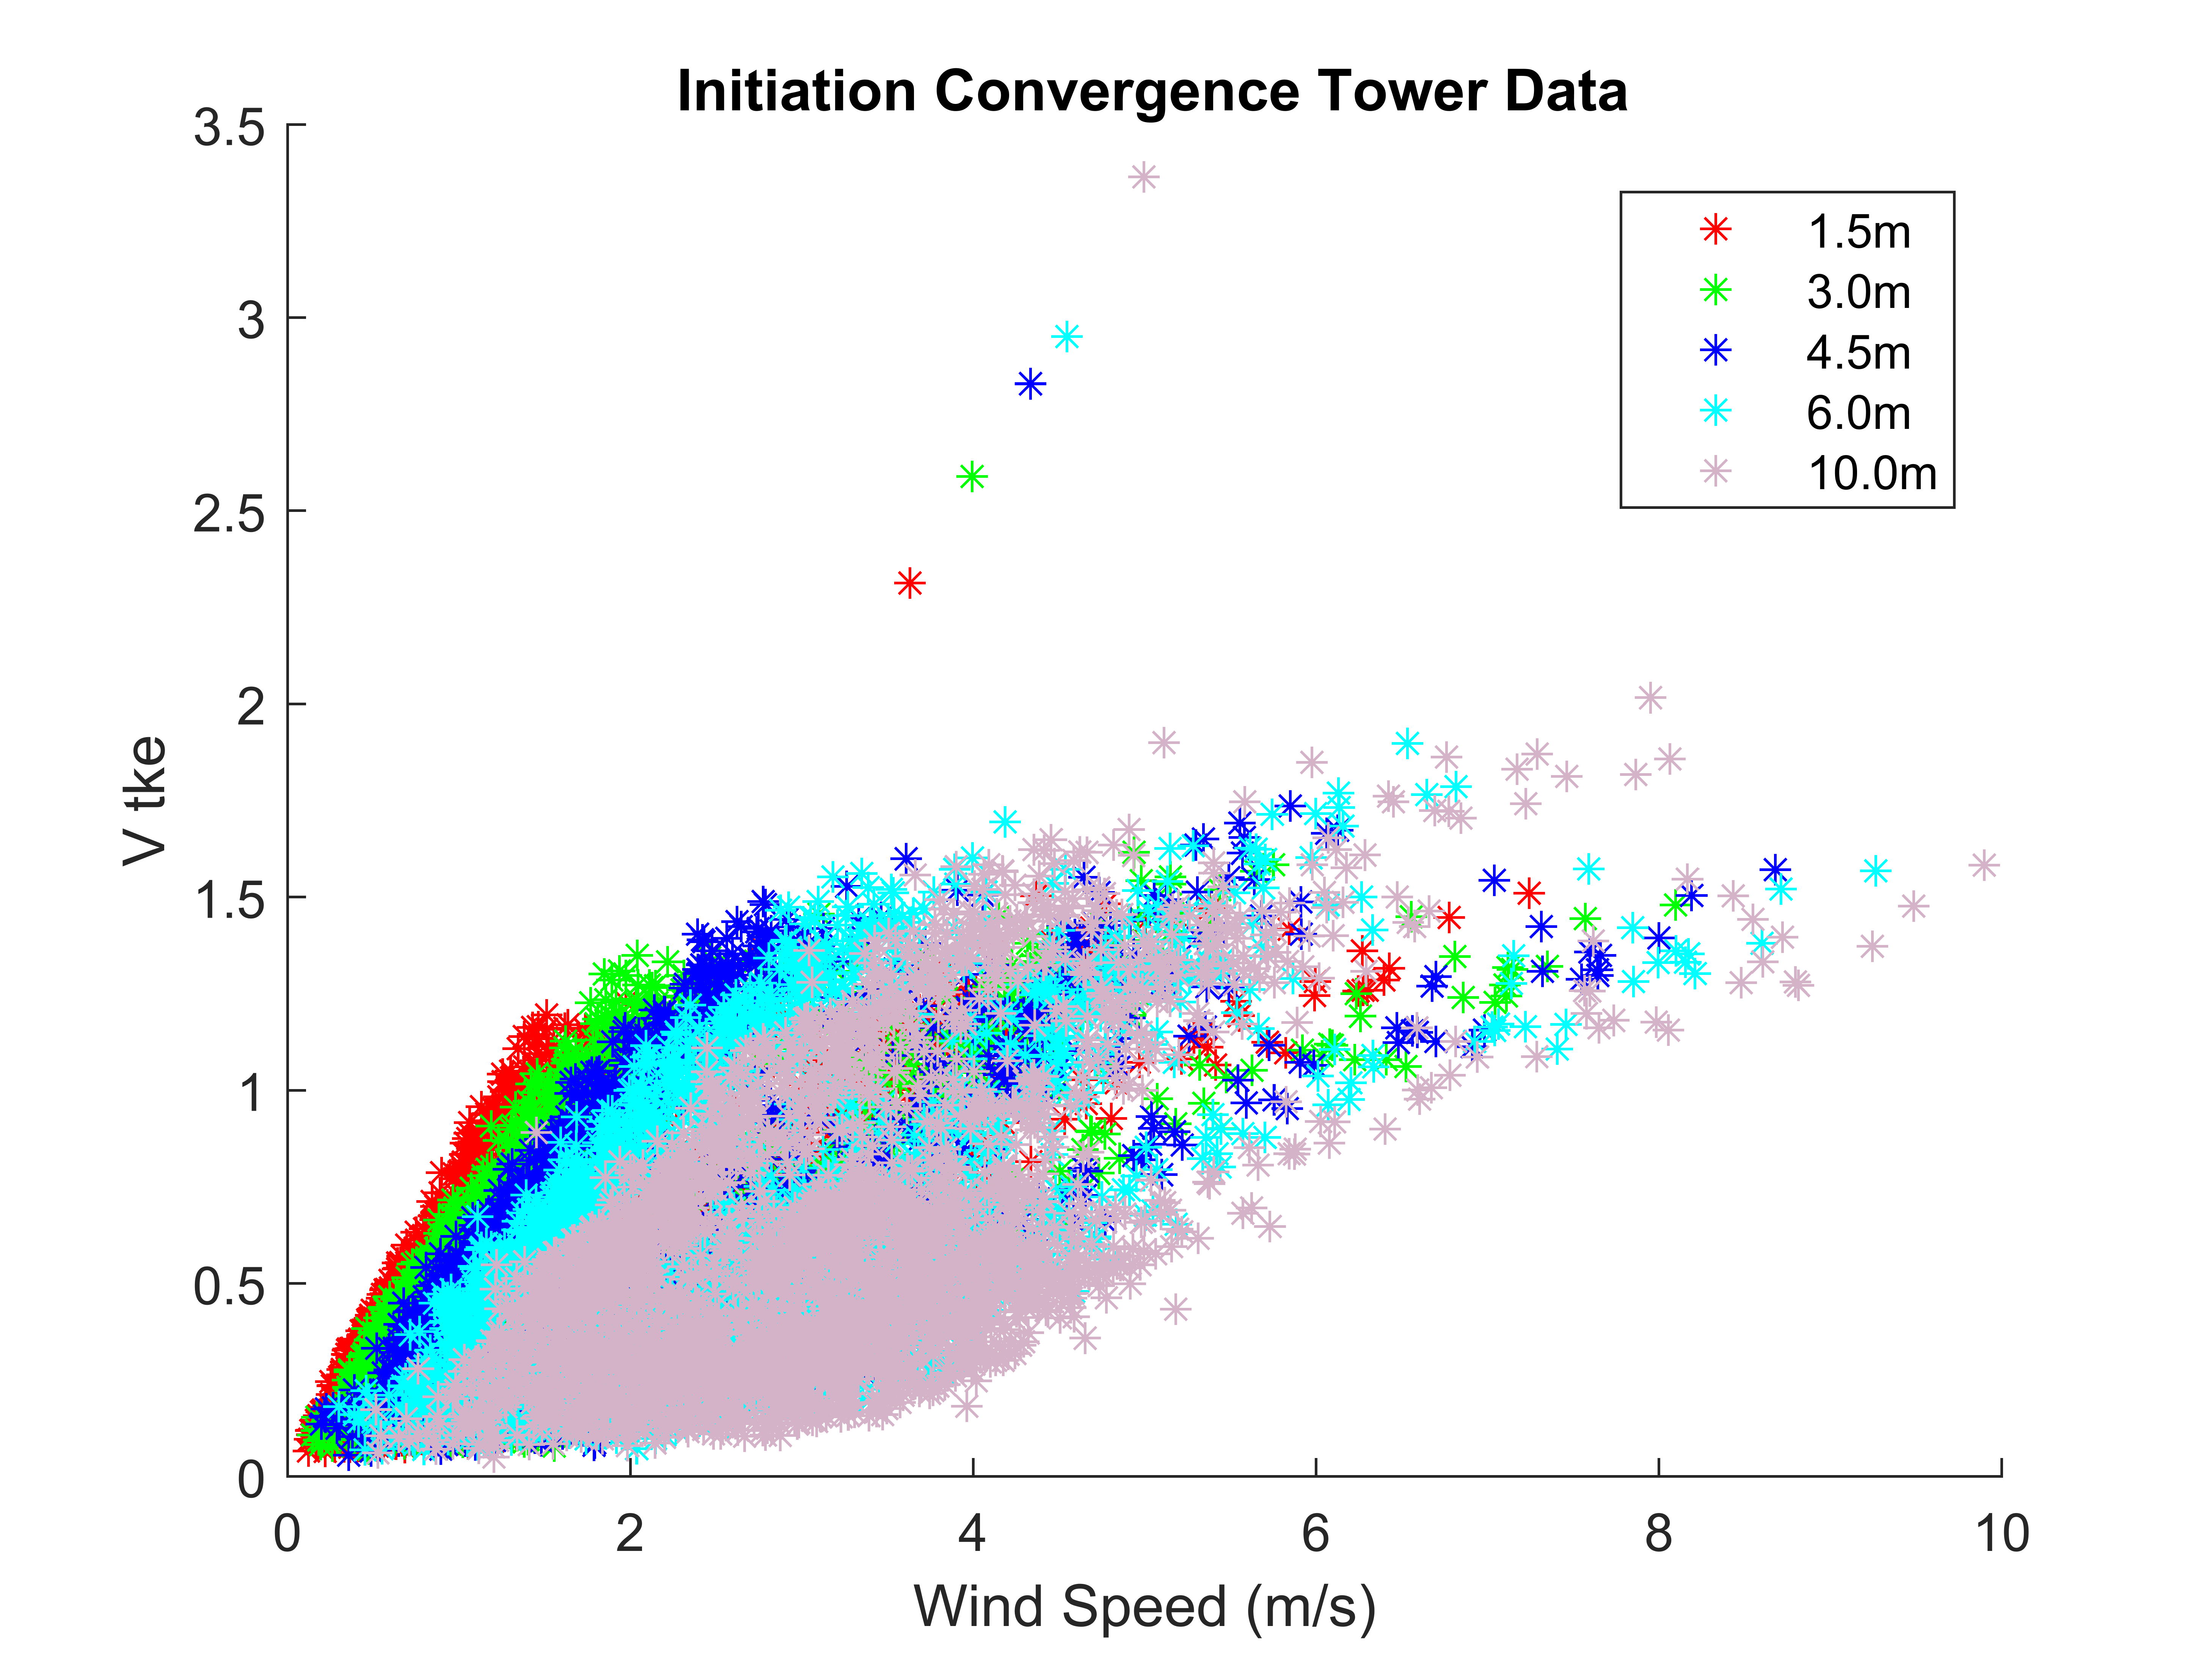 Initiation Convergence Tower Data
3.5
3
2.5
2
1.5
1
0.5
0
V tke
1.5m
3.0m
4.5m
6.0m
10.0m
0 2 4 6 8 10
Wind Speed (m/s)